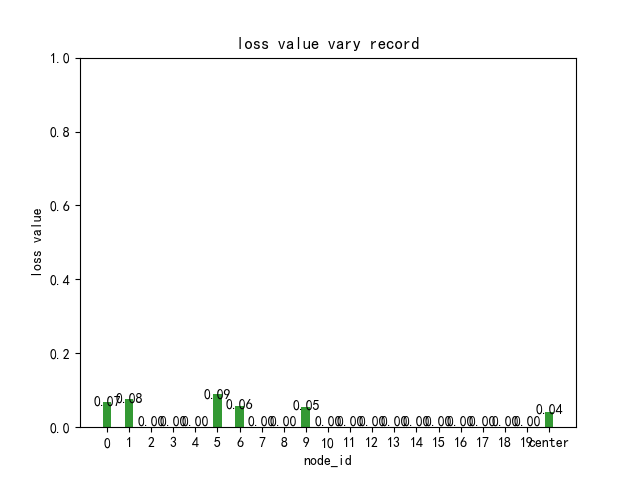 loss value vary record
1.0
0.8
0.6
0.4
0.2
0.0
loss value
0.07 0.08 0.00 0.00 0.00 0.09 0.06 0.00 0.00 0.05 0.00 0.00 0.00 0.00 0.00 0.00 0.00 0.00 0.00 0.00 0.04
0 1 2 3 4 5 6 7 8 9 10 11 12 13 14 15 16 17 18 19 center
node_id